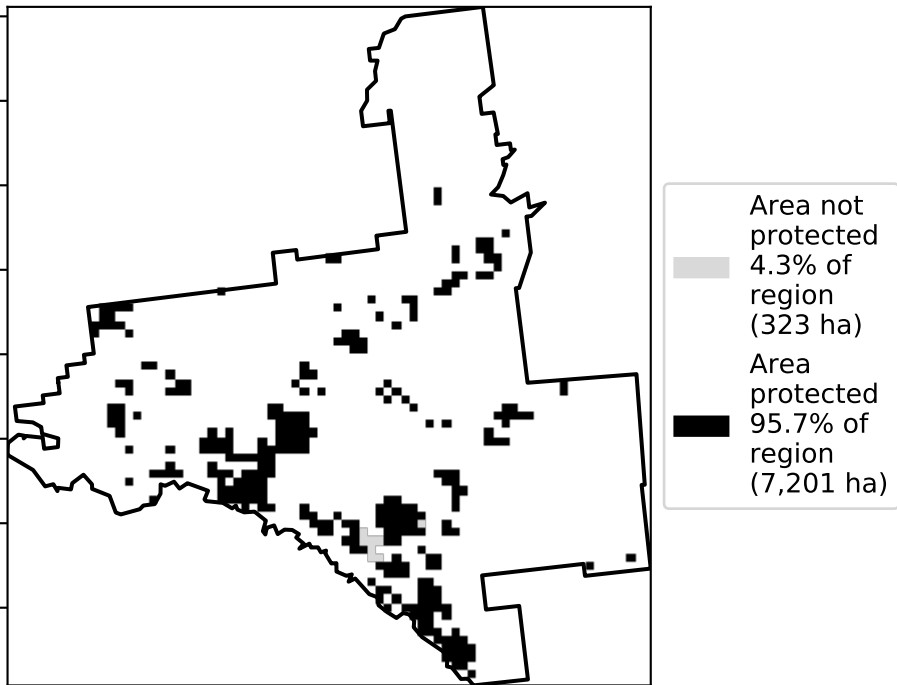 Area not
protected
4.3% of
region
(323 ha)
Area
protected
95.7% of
region
(7,201 ha)